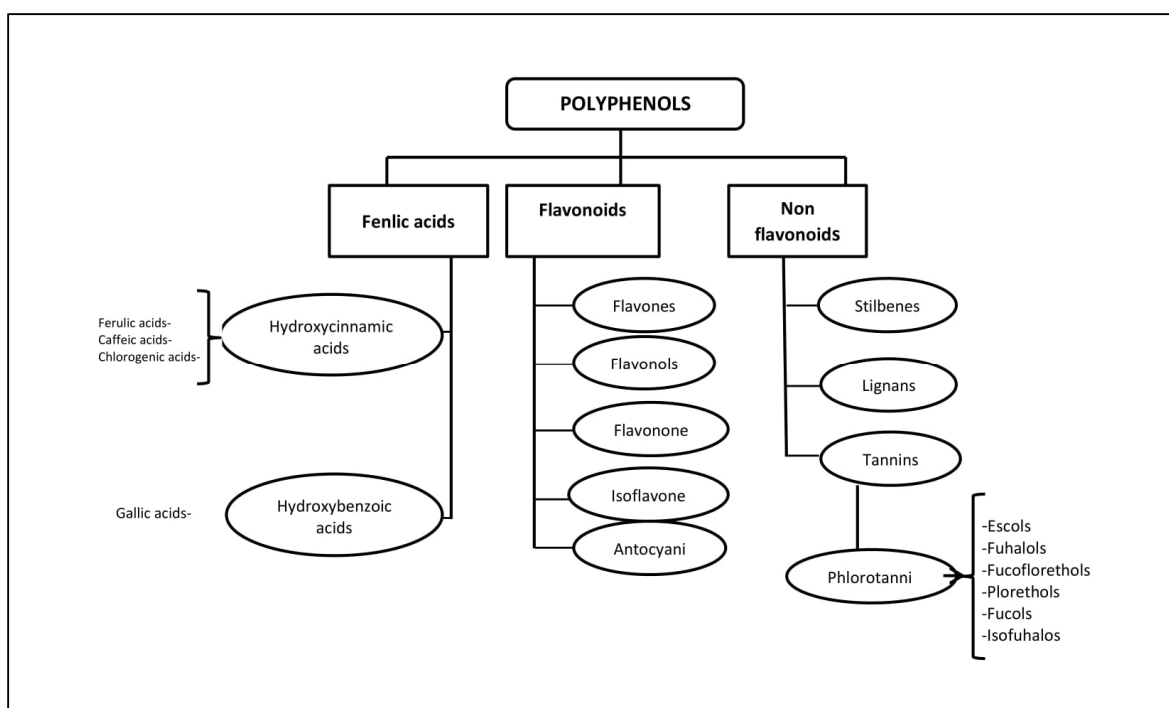 POLYPHENOLS
Fenlic acids
Flavonoids
Non
flavonoids
Ferulic acids-
Caffeic acids-
Chlorogenic acids-
Hydroxycinnamic
acids
Gallic acids-
Hydroxybenzoic
acids
Flavones
Flavonols
Flavonone
Isoflavone
Antocyani
Stilbenes
Lignans
Tannins
Phlorotanni
-Escols
-Fuhalols
-Fucoflorethols
-Plorethols
-Fucols
-Isofuhalos